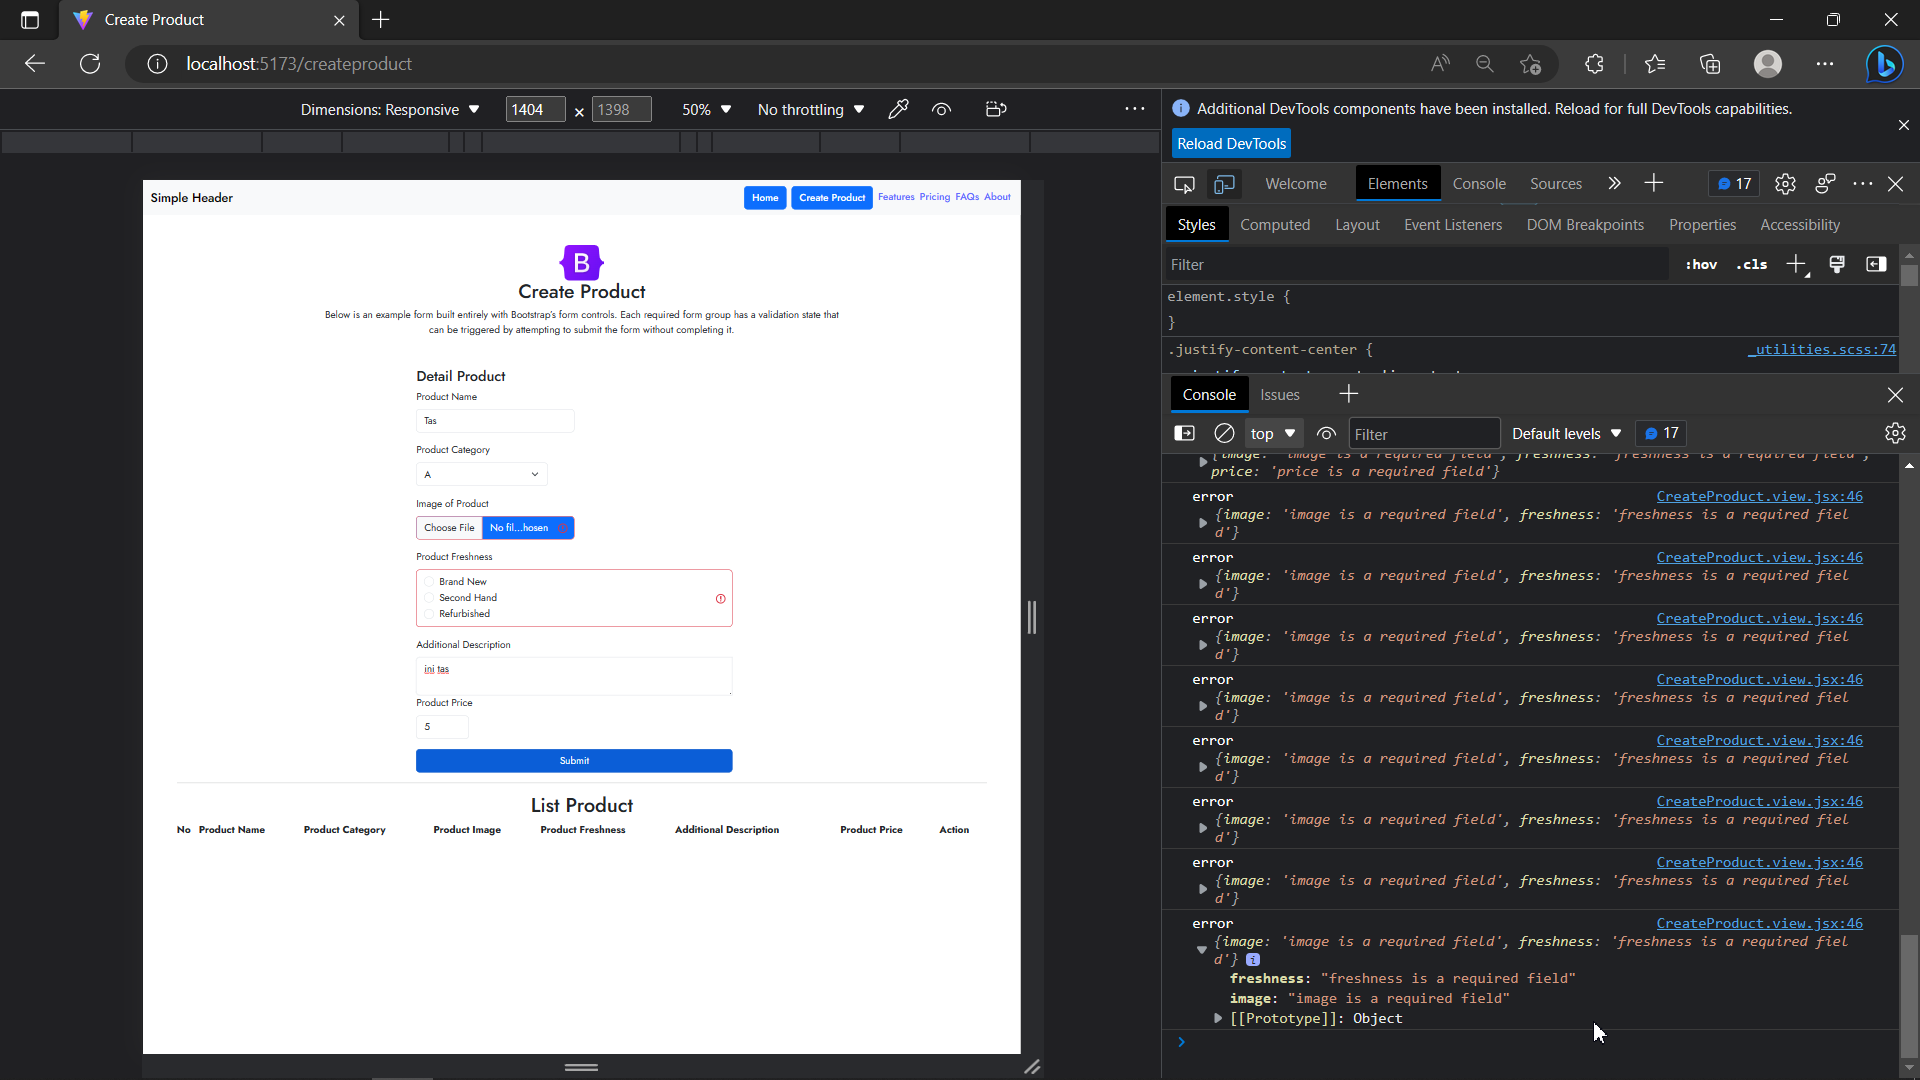 Create Product
localhost:5173/createproduct
Dimensions: Responsive
1404 × 1398
50%
No throttling
Additional DevTools components have been installed. Reload for full DevTools capabilities.
Reload DevTools
Welcome Elements Console Sources 17
Styles Computed Layout Event Listeners DOM Breakpoints Properties Accessibility
Filter :hov .cls
element.style {
}
.justify-content-center { _utilities.scss:74
Simple Header
Home Create Product Features Pricing FAQs About
B
Create Product
Below is an example form built entirely with Bootstrap's form controls. Each required form group has a validation state that
can be triggered by attempting to submit the form without completing it.
Detail Product
Product Name
Tas
Product Category
A
Image of Product
Choose File No fil...hosen
Product Freshness
Brand New
Second Hand
Refurbished
Additional Description
ini tas
Product Price
5
Submit
List Product
No Product Name Product Category Product Image Product Freshness Additional Description Product Price Action
Console Issues
top Filter Default levels 17
price: 'price is a required field'}
error CreateProduct.view.jsx:46
{image: 'image is a required field', freshness: 'freshness is a required fiel
d'}
error CreateProduct.view.jsx:46
{image: 'image is a required field', freshness: 'freshness is a required fiel
d'}
error CreateProduct.view.jsx:46
{image: 'image is a required field', freshness: 'freshness is a required fiel
d'}
error CreateProduct.view.jsx:46
{image: 'image is a required field', freshness: 'freshness is a required fiel
d'}
error CreateProduct.view.jsx:46
{image: 'image is a required field', freshness: 'freshness is a required fiel
d'}
error CreateProduct.view.jsx:46
{image: 'image is a required field', freshness: 'freshness is a required fiel
d'}
error CreateProduct.view.jsx:46
{image: 'image is a required field', freshness: 'freshness is a required fiel
d'}
error CreateProduct.view.jsx:46
{image: 'image is a required field', freshness: 'freshness is a required fiel
d'} i
freshness: "freshness is a required field"
image: "image is a required field"
[[Prototype]]: Object